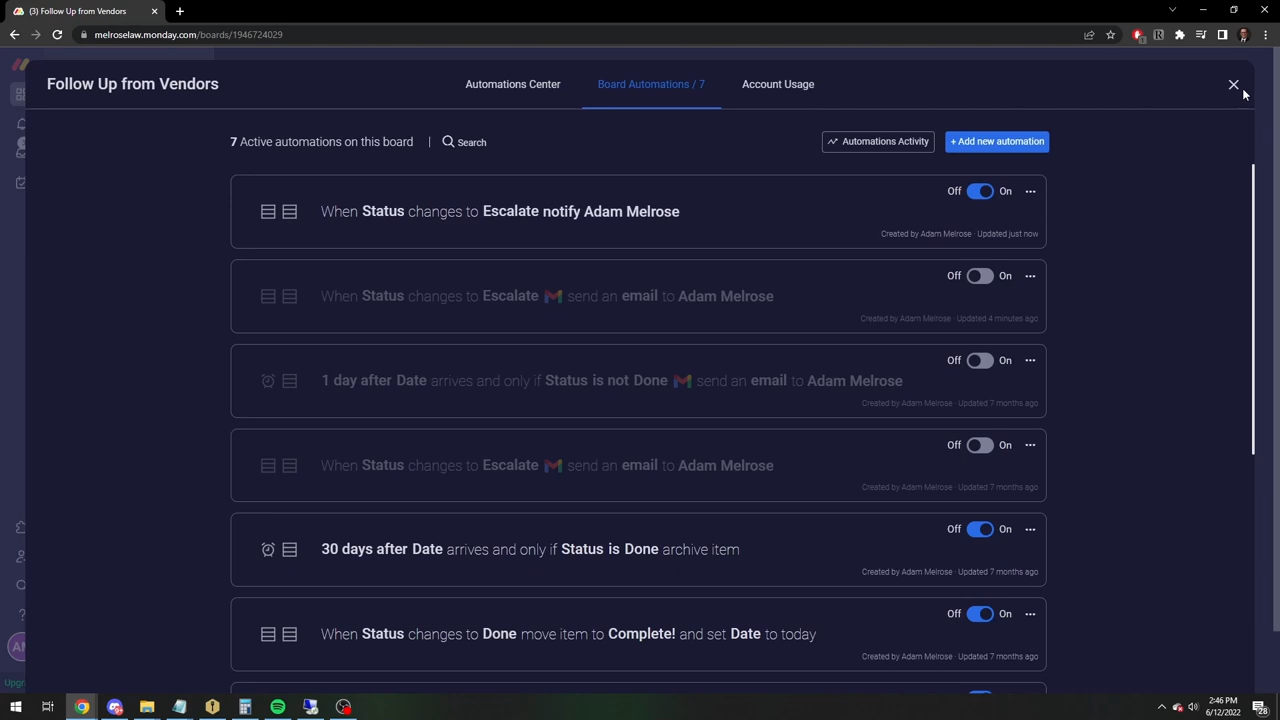 (3) Follow Up from Vendors
melroselaw.monday.com/boards/1946724029
Follow Up from Vendors
Automations Center
Board Automations / 7
Account Usage
7 Active automations on this board
Search
Automations Activity
+ Add new automation
Off On
When Status changes to Escalate notify Adam Melrose
Created by Adam Melrose · Updated just now
Off On
When Status changes to Escalate send an email to Adam Melrose
Created by Adam Melrose · Updated 4 minutes ago
Off On
1 day after Date arrives and only if Status is not Done send an email to Adam Melrose
Created by Adam Melrose · Updated 7 months ago
Off On
When Status changes to Escalate send an email to Adam Melrose
Created by Adam Melrose · Updated 7 months ago
Off On
30 days after Date arrives and only if Status is Done archive item
Created by Adam Melrose · Updated 7 months ago
Off On
When Status changes to Done move item to Complete! and set Date to today
Created by Adam Melrose · Updated 7 months ago
AM
Upgra
2:46 PM
6/12/2022
28